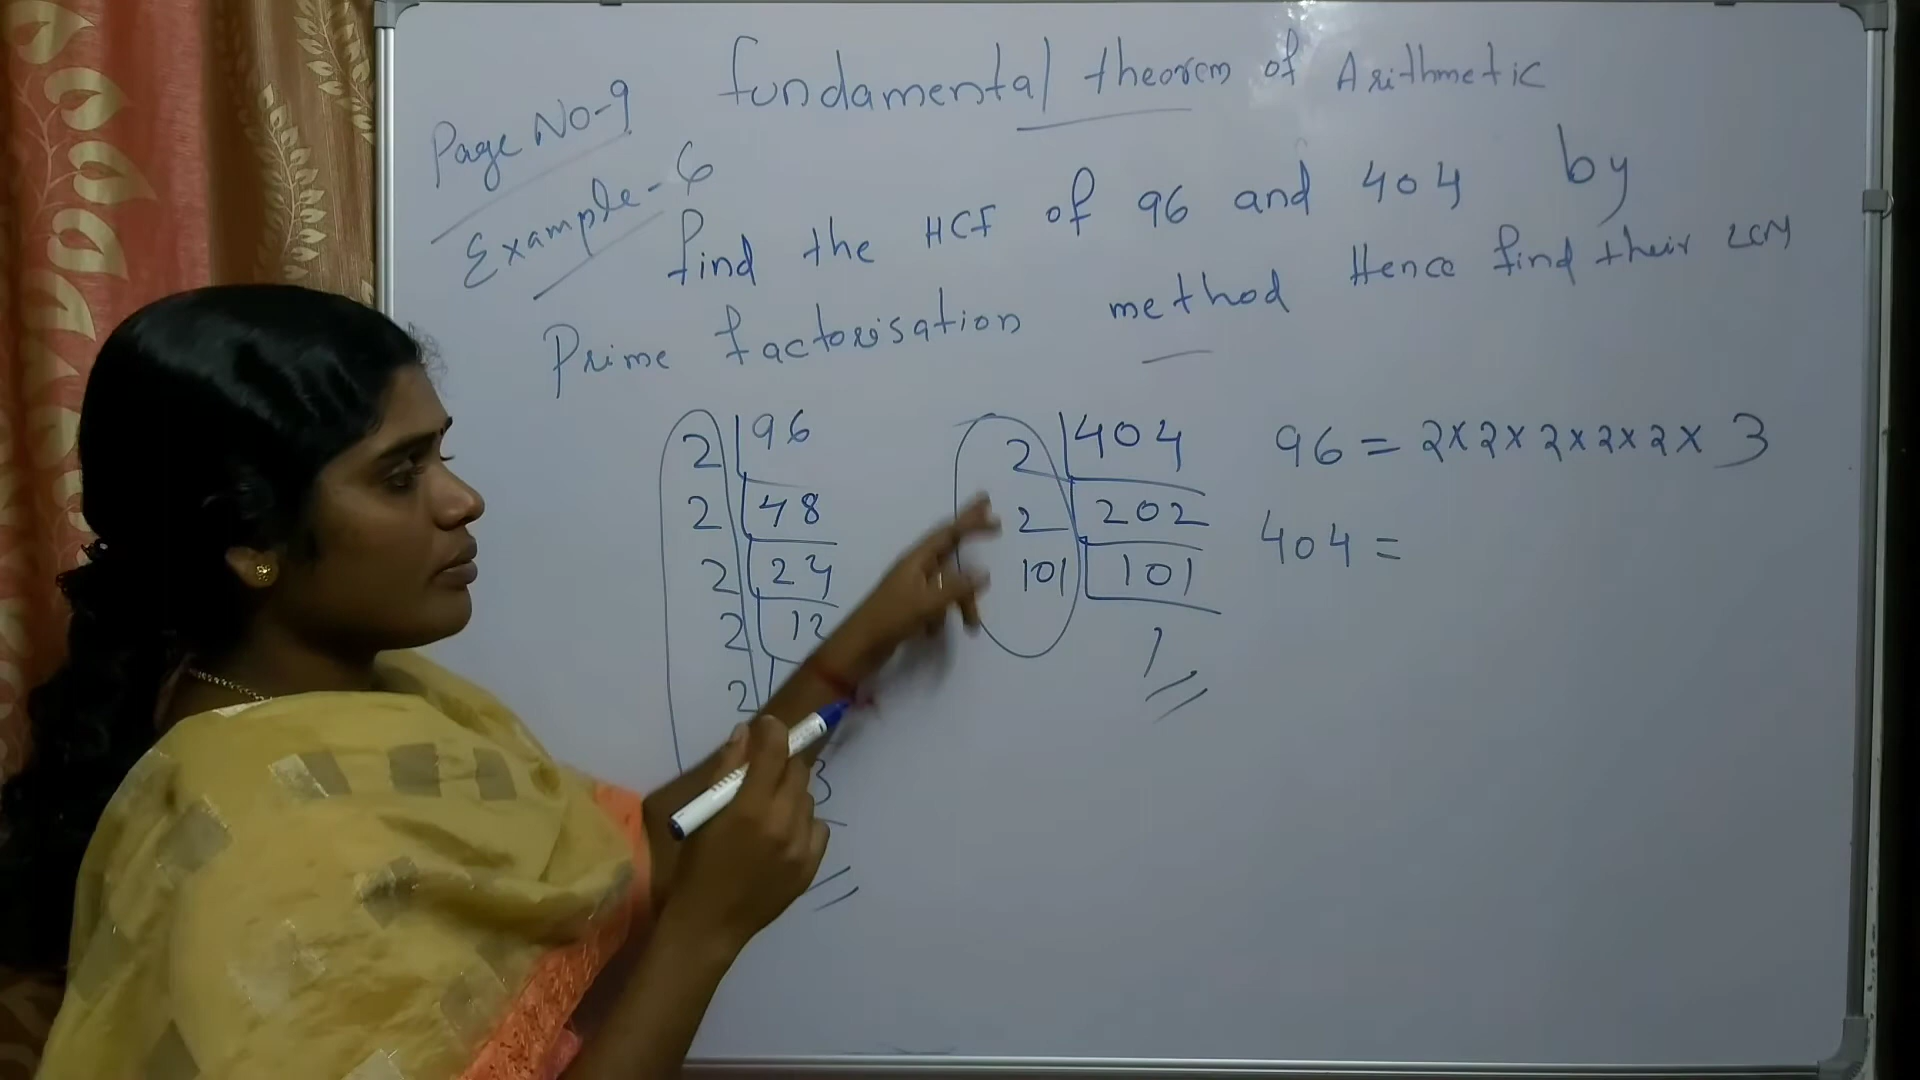 Page No-9
Fundamental theorem of Arithmetic
Example-6
Find the HCF of 96 and 404 by
Prime factorisation method Hence find their LCM
2 | 96
2 | 48
2 | 24
2 | 12
2
3
2 | 404
2 | 202
101 | 101
1
96 = 2x2x2x2x2x3
404 =